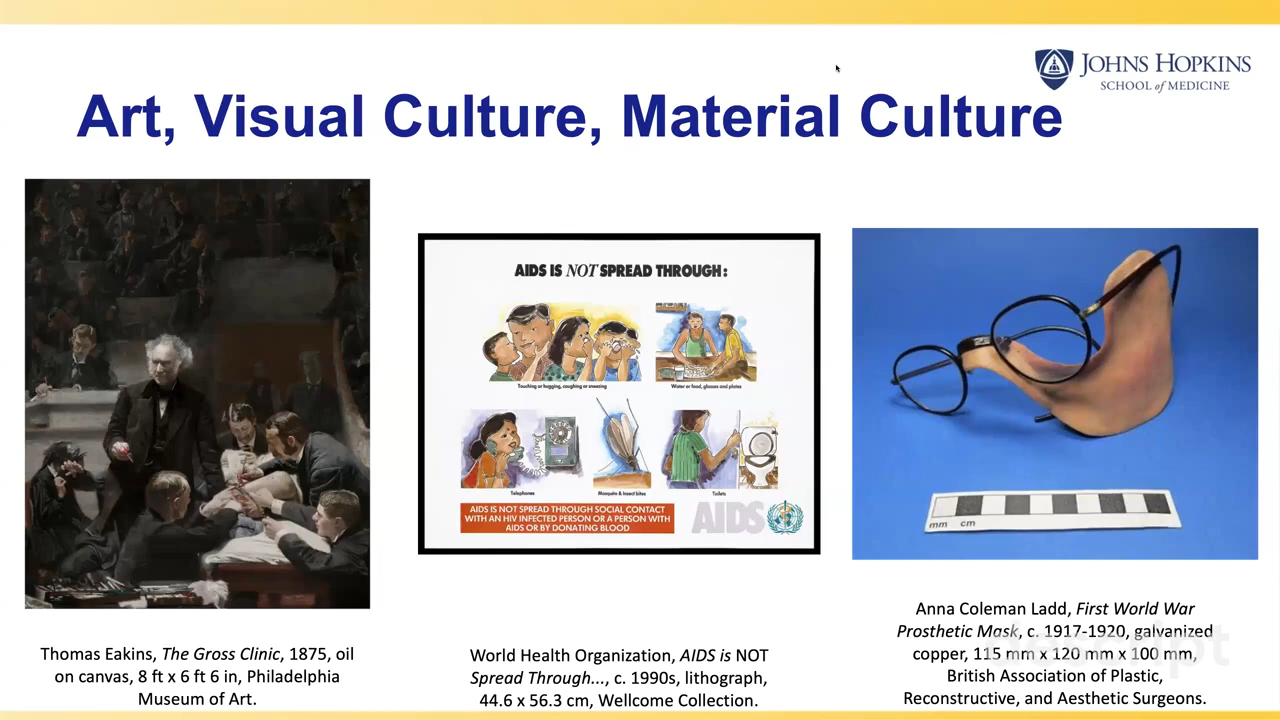 JOHNS HOPKINS
SCHOOL of MEDICINE
Art, Visual Culture, Material Culture
AIDS IS NOT SPREAD THROUGH:
Touching or hugging, coughing or sneezing
Water or food, glasses and plates
Telephones
Mosquito & Insect bites
Toilets
AIDS IS NOT SPREAD THROUGH SOCIAL CONTACT
WITH AN HIV INFECTED PERSON OR A PERSON WITH
AIDS OR BY DONATING BLOOD
AIDS
mm cm
Thomas Eakins, The Gross Clinic, 1875, oil
on canvas, 8 ft x 6 ft 6 in, Philadelphia
Museum of Art.
World Health Organization, AIDS is NOT
Spread Through..., c. 1990s, lithograph,
44.6 x 56.3 cm, Wellcome Collection.
Anna Coleman Ladd, First World War
Prosthetic Mask, c. 1917-1920, galvanized
copper, 115 mm x 120 mm x 100 mm,
British Association of Plastic,
Reconstructive, and Aesthetic Surgeons.
descript